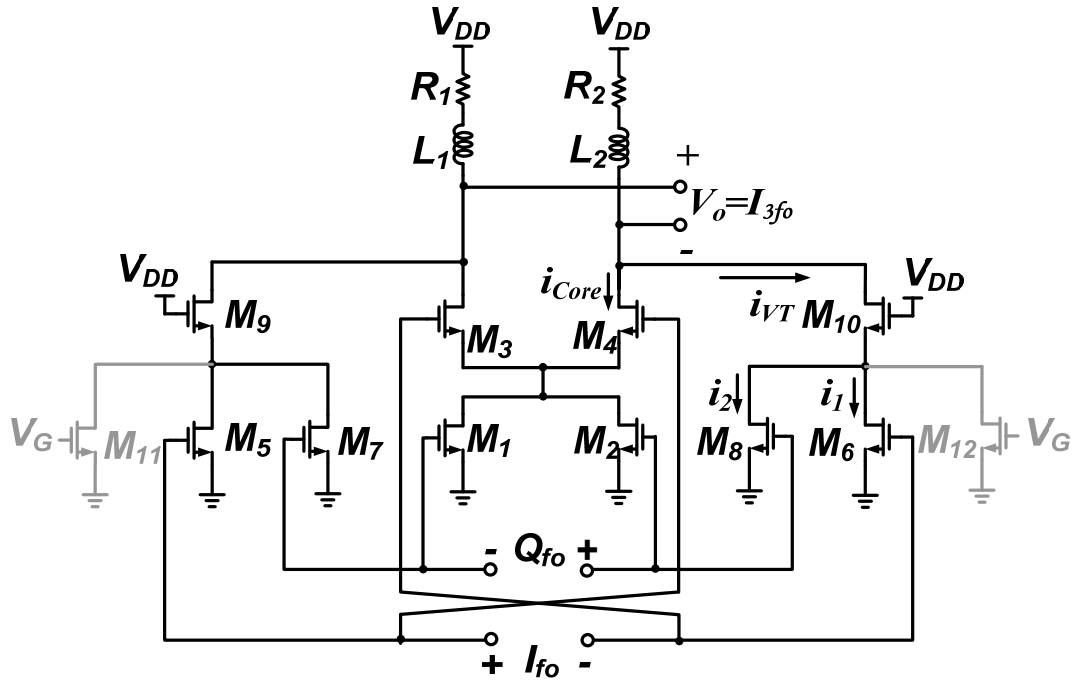 VDD VDD
R1 R2
L1 L2
+
Vo=I3fo
-
VDD iCore iVT VDD
M9 M3 M4 M10
i2 i1
VG M11 M5 M7 M1 M2 M8 M6 M12 VG
- Qfo +
+ Ifo -